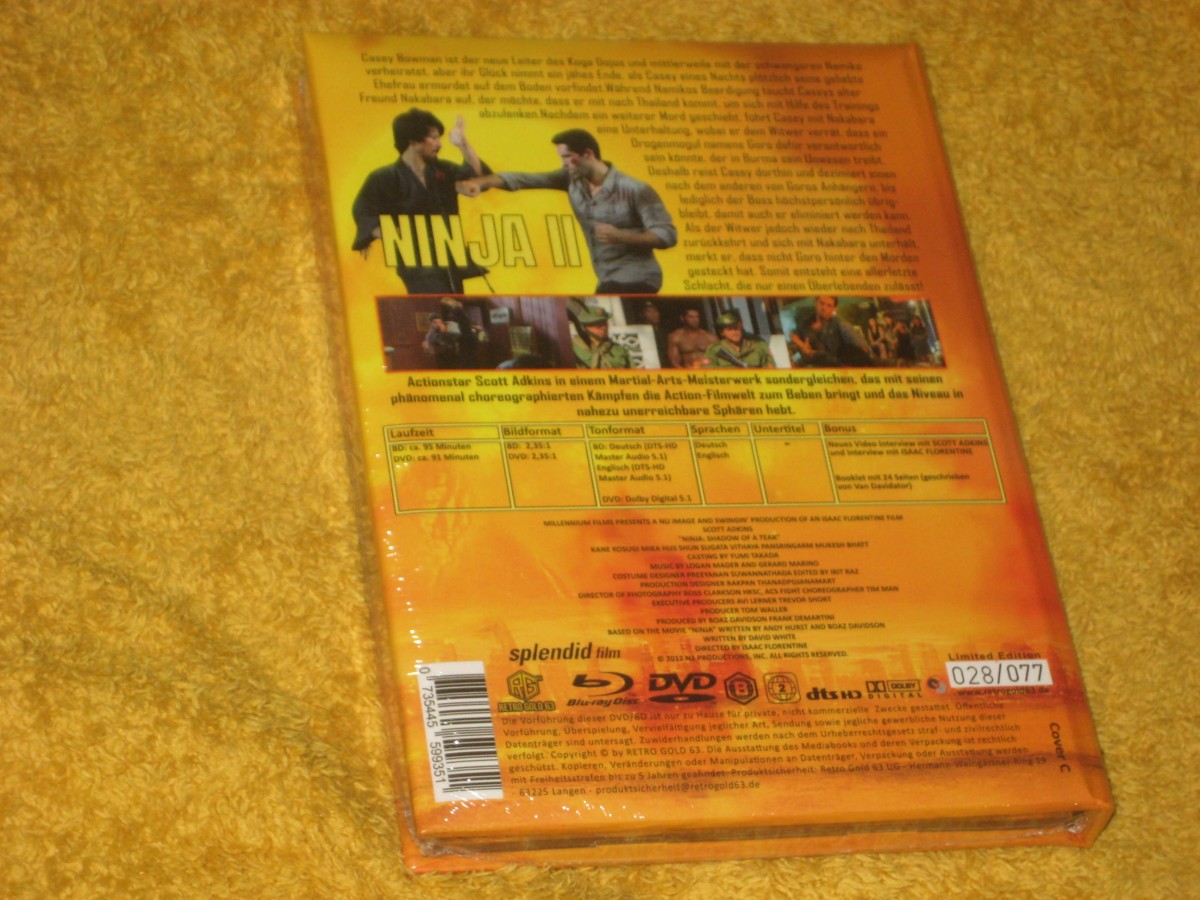 Casey Bowman ist der neue Leiter des Koga Dojos und mittlerweile mit der schwangeren Namiko
verheiratet, aber ihr Glück nimmt ein jähes Ende, als Casey eines Nachts plötzlich seine geliebte
Ehefrau ermordet auf dem Boden vorfindet.Während Namikos Beerdigung taucht Caseys alter
Freund Nakabara auf, der möchte, dass er mit nach Thailand kommt, um sich mit Hilfe des Trainings
abzulenken.Nachdem ein weiterer Mord geschieht, führt Casey mit Nakabara
eine Unterhaltung, wobei er dem Witwer verrät, dass ein
Drogenmogul namens Goro dafür verantwortlich
sein könnte, der in Burma sein Unwesen treibt.
Deshalb reist Casey dorthin und dezimiert einen
nach dem anderen von Goros Anhängern, bis
lediglich der Boss höchstpersönlich übrig-
bleibt, damit auch er eliminiert werden kann.
Als der Witwer jedoch wieder nach Thailand
zurückkehrt und sich mit Nakabara unterhält,
merkt er, dass nicht Goro hinter den Morden
gesteckt hat. Somit entsteht eine allerletzte
Schlacht, die nur einen Überlebenden zulässt!
NINJA II
Actionstar Scott Adkins in einem Martial-Arts-Meisterwerk sondergleichen, das mit seinen
phänomenal choreographierten Kämpfen die Action-Filmwelt zum Beben bringt und das Niveau in
nahezu unerreichbare Sphären hebt.
Laufzeit Bildformat Tonformat Sprachen Untertitel Bonus
BD: ca. 95 Minuten BD: 2,35:1 BD: Deutsch (DTS-HD Deutsch – Neues Video Interview mit SCOTT ADKINS
DVD: ca. 91 Minuten DVD: 2,35:1 Master Audio 5.1) Englisch und Interview mit ISAAC FLORENTINE
Englisch (DTS-HD
Master Audio 5.1) Booklet mit 24 Seiten (geschrieben
von Van Davidator)
DVD: Dolby Digital 5.1
MILLENNIUM FILMS PRESENTS A NU IMAGE AND SWINGIN' PRODUCTION OF AN ISAAC FLORENTINE FILM
SCOTT ADKINS
"NINJA: SHADOW OF A TEAR"
KANE KOSUGI MIKA HIJI SHUN SUGATA VITHAYA PANSRINGARM MUKESH BHATT
CASTING BY YUMI TAKADA
MUSIC BY LOGAN MADER AND GERARD MARINO
COSTUME DESIGNER PREEYANAN SUWANNATHADA EDITED BY IRIT RAZ
PRODUCTION DESIGNER RAKPAN THANADPOJANAMART
DIRECTOR OF PHOTOGRAPHY ROSS CLARKSON HKSC, ACS FIGHT CHOREOGRAPHER TIM MAN
EXECUTIVE PRODUCERS AVI LERNER TREVOR SHORT
PRODUCER TOM WALLER
PRODUCED BY BOAZ DAVIDSON FRANK DEMARTINI
BASED ON THE MOVIE "NINJA" WRITTEN BY ANDY HURST AND BOAZ DAVIDSON
WRITTEN BY DAVID WHITE
DIRECTED BY ISAAC FLORENTINE
© 2012 N2 PRODUCTIONS, INC. ALL RIGHTS RESERVED.
splendid film
Limited Edition
028/077
www.retrogold63.de
RG
RETRO GOLD 63
Blu-ray Disc
DVD
B
2
dts HD
DOLBY
DIGITAL
0 735445 599351
Die Vorführung dieser DVD/BD ist nur zu Hause für private, nicht kommerzielle Zwecke gestattet. Öffentliche
Vorführung, Überspielung, Vervielfältigung jeglicher Art, Sendung sowie jegliche gewerbliche Nutzung dieser
Datenträger sind untersagt. Zuwiderhandlungen werden nach dem Urheberrechtsgesetz straf- und zivilrechtlich
verfolgt. Copyright © by RETRO GOLD 63. Die Ausstattung des Mediabooks und deren Verpackung ist rechtlich
geschützt. Kopieren, Veränderungen oder Manipulationen an Datenträger, Verpackung oder Ausstattung werden
mit Freiheitsstrafen bis zu 5 Jahren geahndet. Produktsicherheit: Retro Gold 63 UG - Hermann-Weingärtner-Ring 19
- 63225 Langen - produktsicherheit@retrogold63.de
Cover C